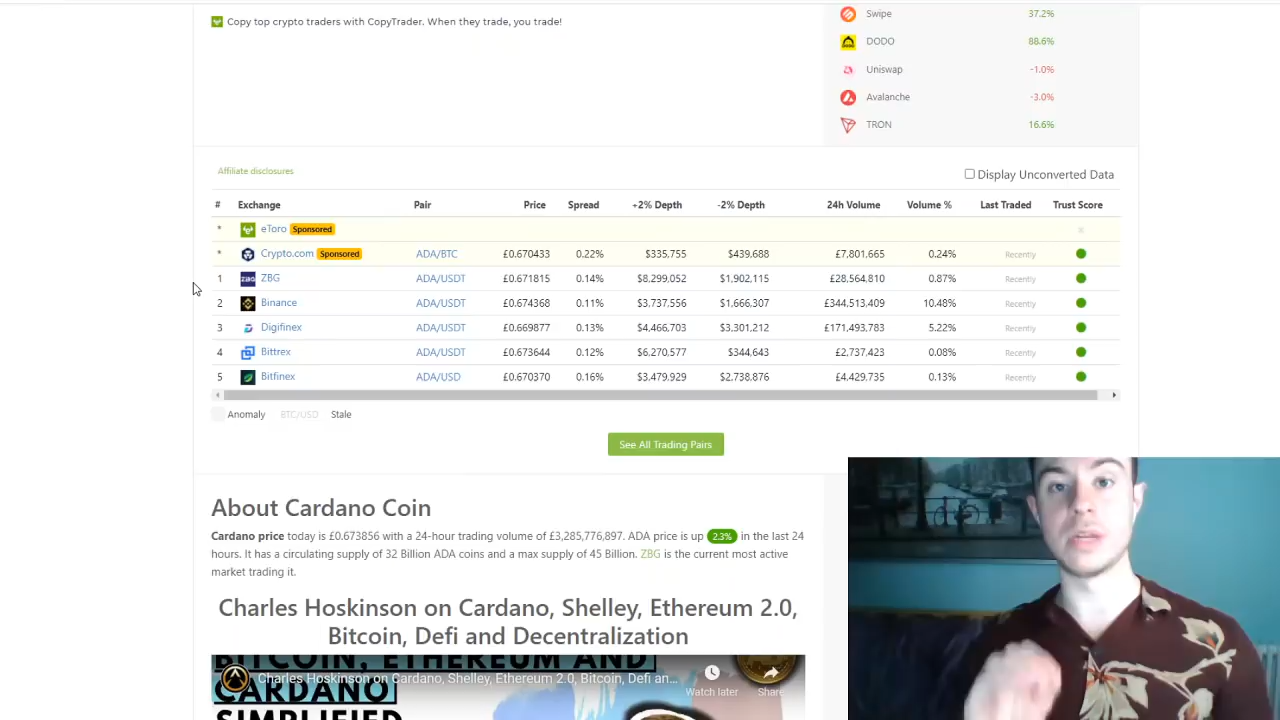 Copy top crypto traders with CopyTrader. When they trade, you trade!
Swipe 37.2%
DODO 88.6%
Uniswap -1.0%
Avalanche -3.0%
TRON 16.6%
Affiliate disclosures
Display Unconverted Data
# Exchange Pair Price Spread +2% Depth -2% Depth 24h Volume Volume % Last Traded Trust Score
* eToro Sponsored
* Crypto.com Sponsored ADA/BTC £0.670433 0.22% $335,755 $439,688 £7,801,665 0.24% Recently
1 ZBG ADA/USDT £0.671815 0.14% $8,299,052 $1,902,115 £28,564,810 0.87% Recently
2 Binance ADA/USDT £0.674368 0.11% $3,737,556 $1,666,307 £344,513,409 10.48% Recently
3 Digifinex ADA/USDT £0.669877 0.13% $4,466,703 $3,301,212 £171,493,783 5.22% Recently
4 Bittrex ADA/USDT £0.673644 0.12% $6,270,577 $344,643 £2,737,423 0.08% Recently
5 Bitfinex ADA/USD £0.670370 0.16% $3,479,929 $2,738,876 £4,429,735 0.13% Recently
Anomaly BTC/USD Stale
See All Trading Pairs
About Cardano Coin
Cardano price today is £0.673856 with a 24-hour trading volume of £3,285,776,897. ADA price is up 2.3% in the last 24
hours. It has a circulating supply of 32 Billion ADA coins and a max supply of 45 Billion. ZBG is the current most active
market trading it.
Charles Hoskinson on Cardano, Shelley, Ethereum 2.0,
Bitcoin, Defi and Decentralization
BITCOIN, ETHEREUM AND
Charles Hoskinson on Cardano, Shelley, Ethereum 2.0, Bitcoin, Defi an...
CARDANO
Watch later Share
SIMPLIFIED